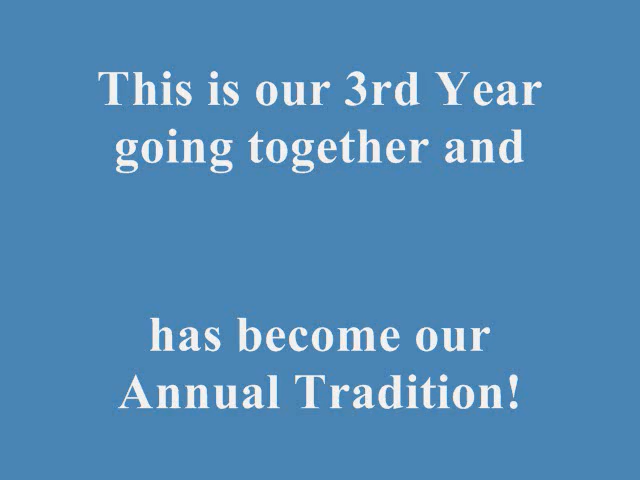 This is our 3rd Year
going together and
has become our
Annual Tradition!